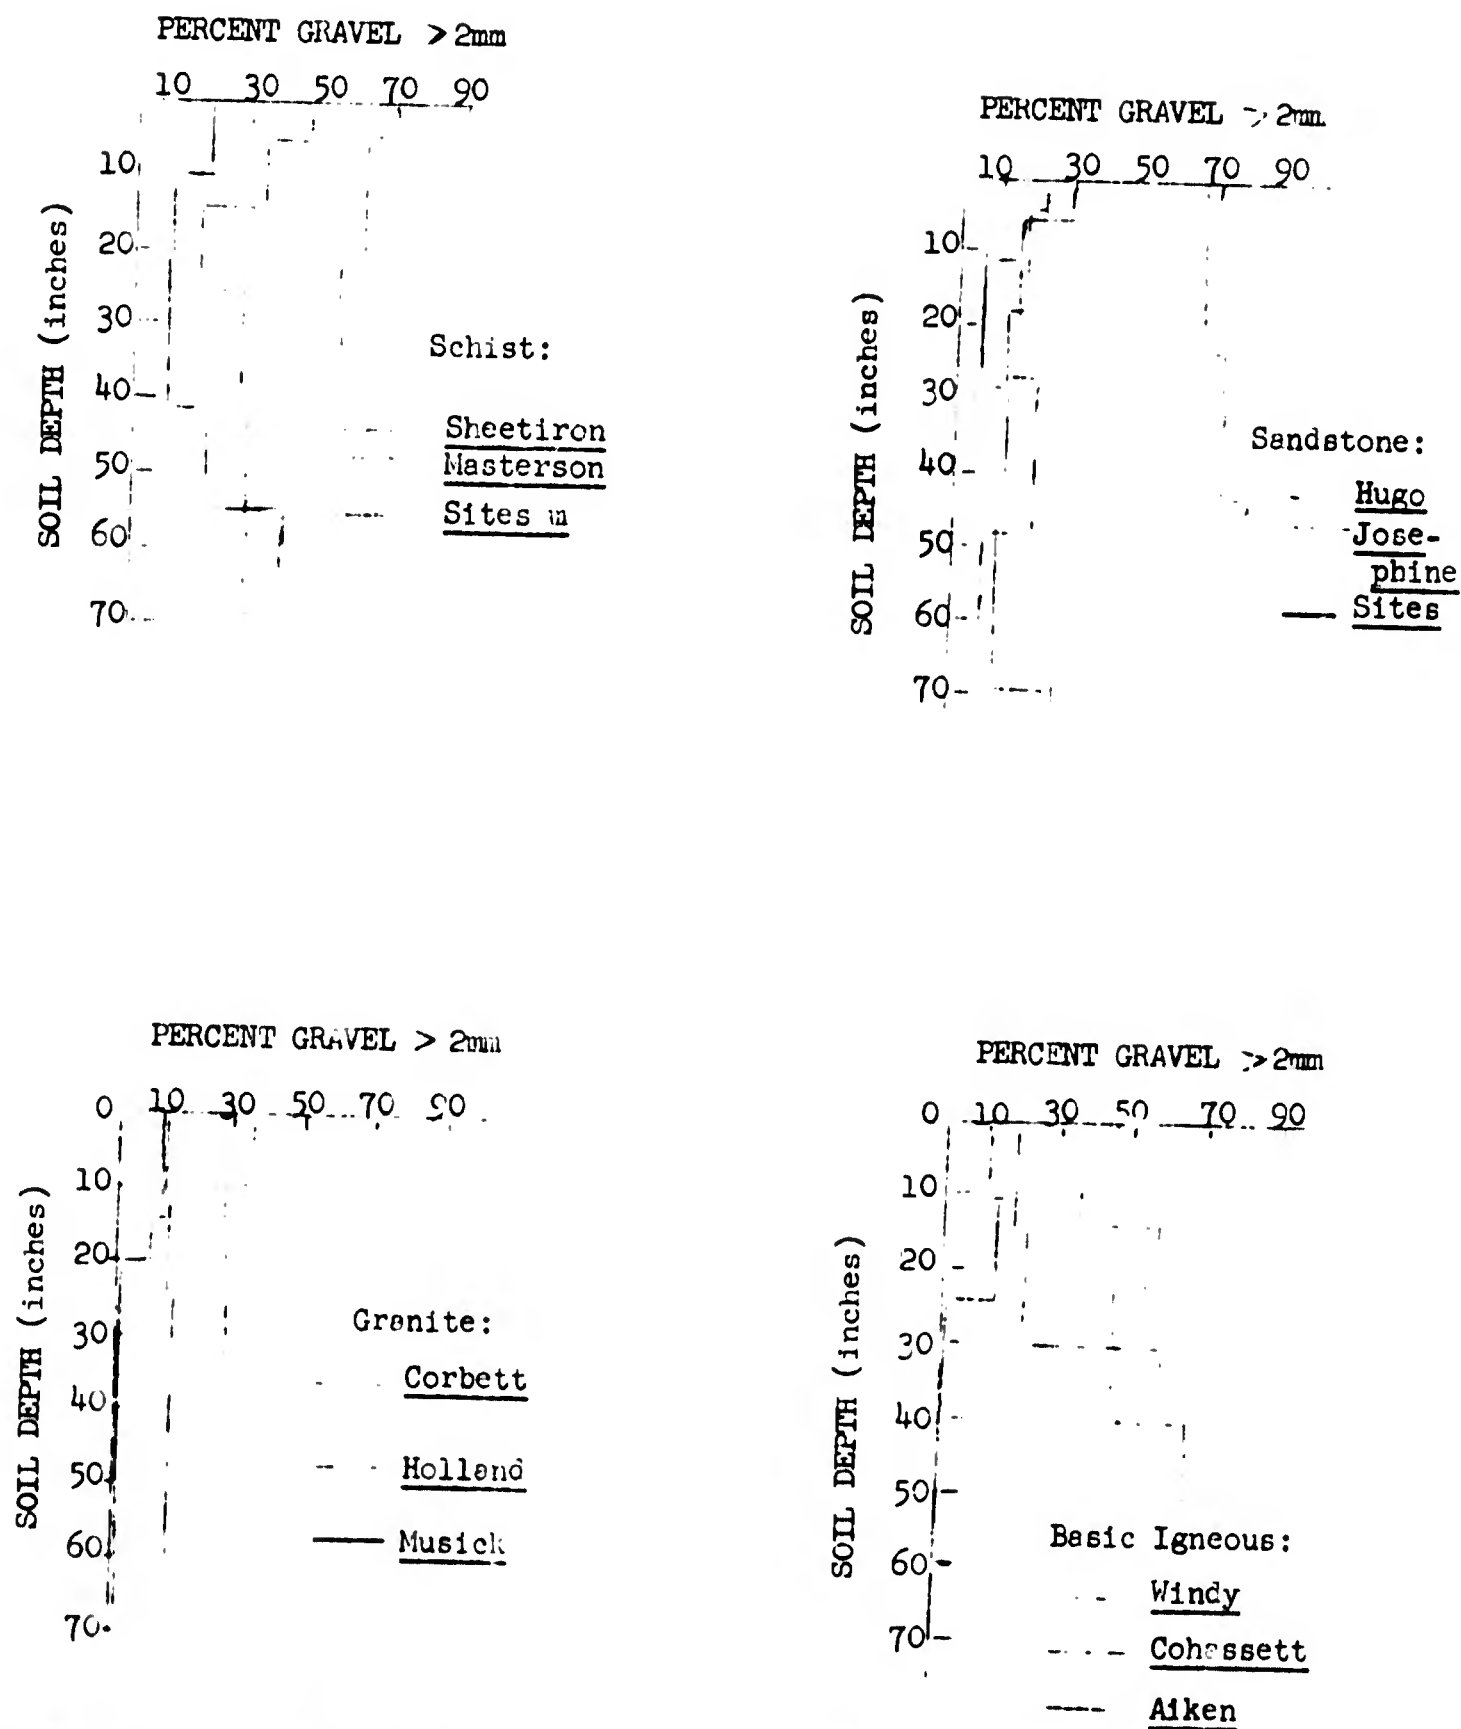 PERCENT GRAVEL > 2mm
10 30 50 70 90
SOIL DEPTH (inches)
10
20
30
40
50
60
70
Schist:
Sheetiron
Masterson
Sites
PERCENT GRAVEL > 2mm
10 30 50 70 90
SOIL DEPTH (inches)
10
20
30
40
50
60
70
Sandstone:
Hugo
Jose-
phine
Sites
PERCENT GRAVEL > 2mm
0 10 30 50 70 90
SOIL DEPTH (inches)
10
20
30
40
50
60
70
Granite:
Corbett
Holland
Musick
PERCENT GRAVEL > 2mm
0 10 30 50 70 90
SOIL DEPTH (inches)
10
20
30
40
50
60
70
Basic Igneous:
Windy
Cohassett
Aiken